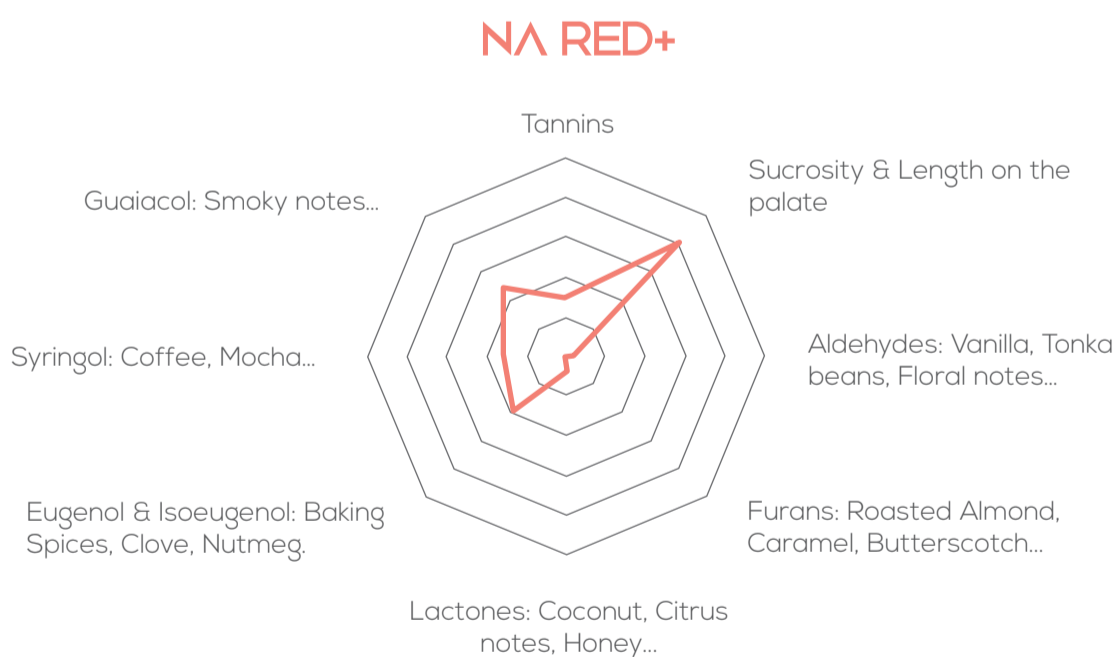 NA RED+
Tannins
Sucrosity & Length on the
palate
Guaiacol: Smoky notes...
Aldehydes: Vanilla, Tonka
beans, Floral notes...
Syringol: Coffee, Mocha...
Furans: Roasted Almond,
Caramel, Butterscotch...
Eugenol & Isoeugenol: Baking
Spices, Clove, Nutmeg.
Lactones: Coconut, Citrus
notes, Honey...